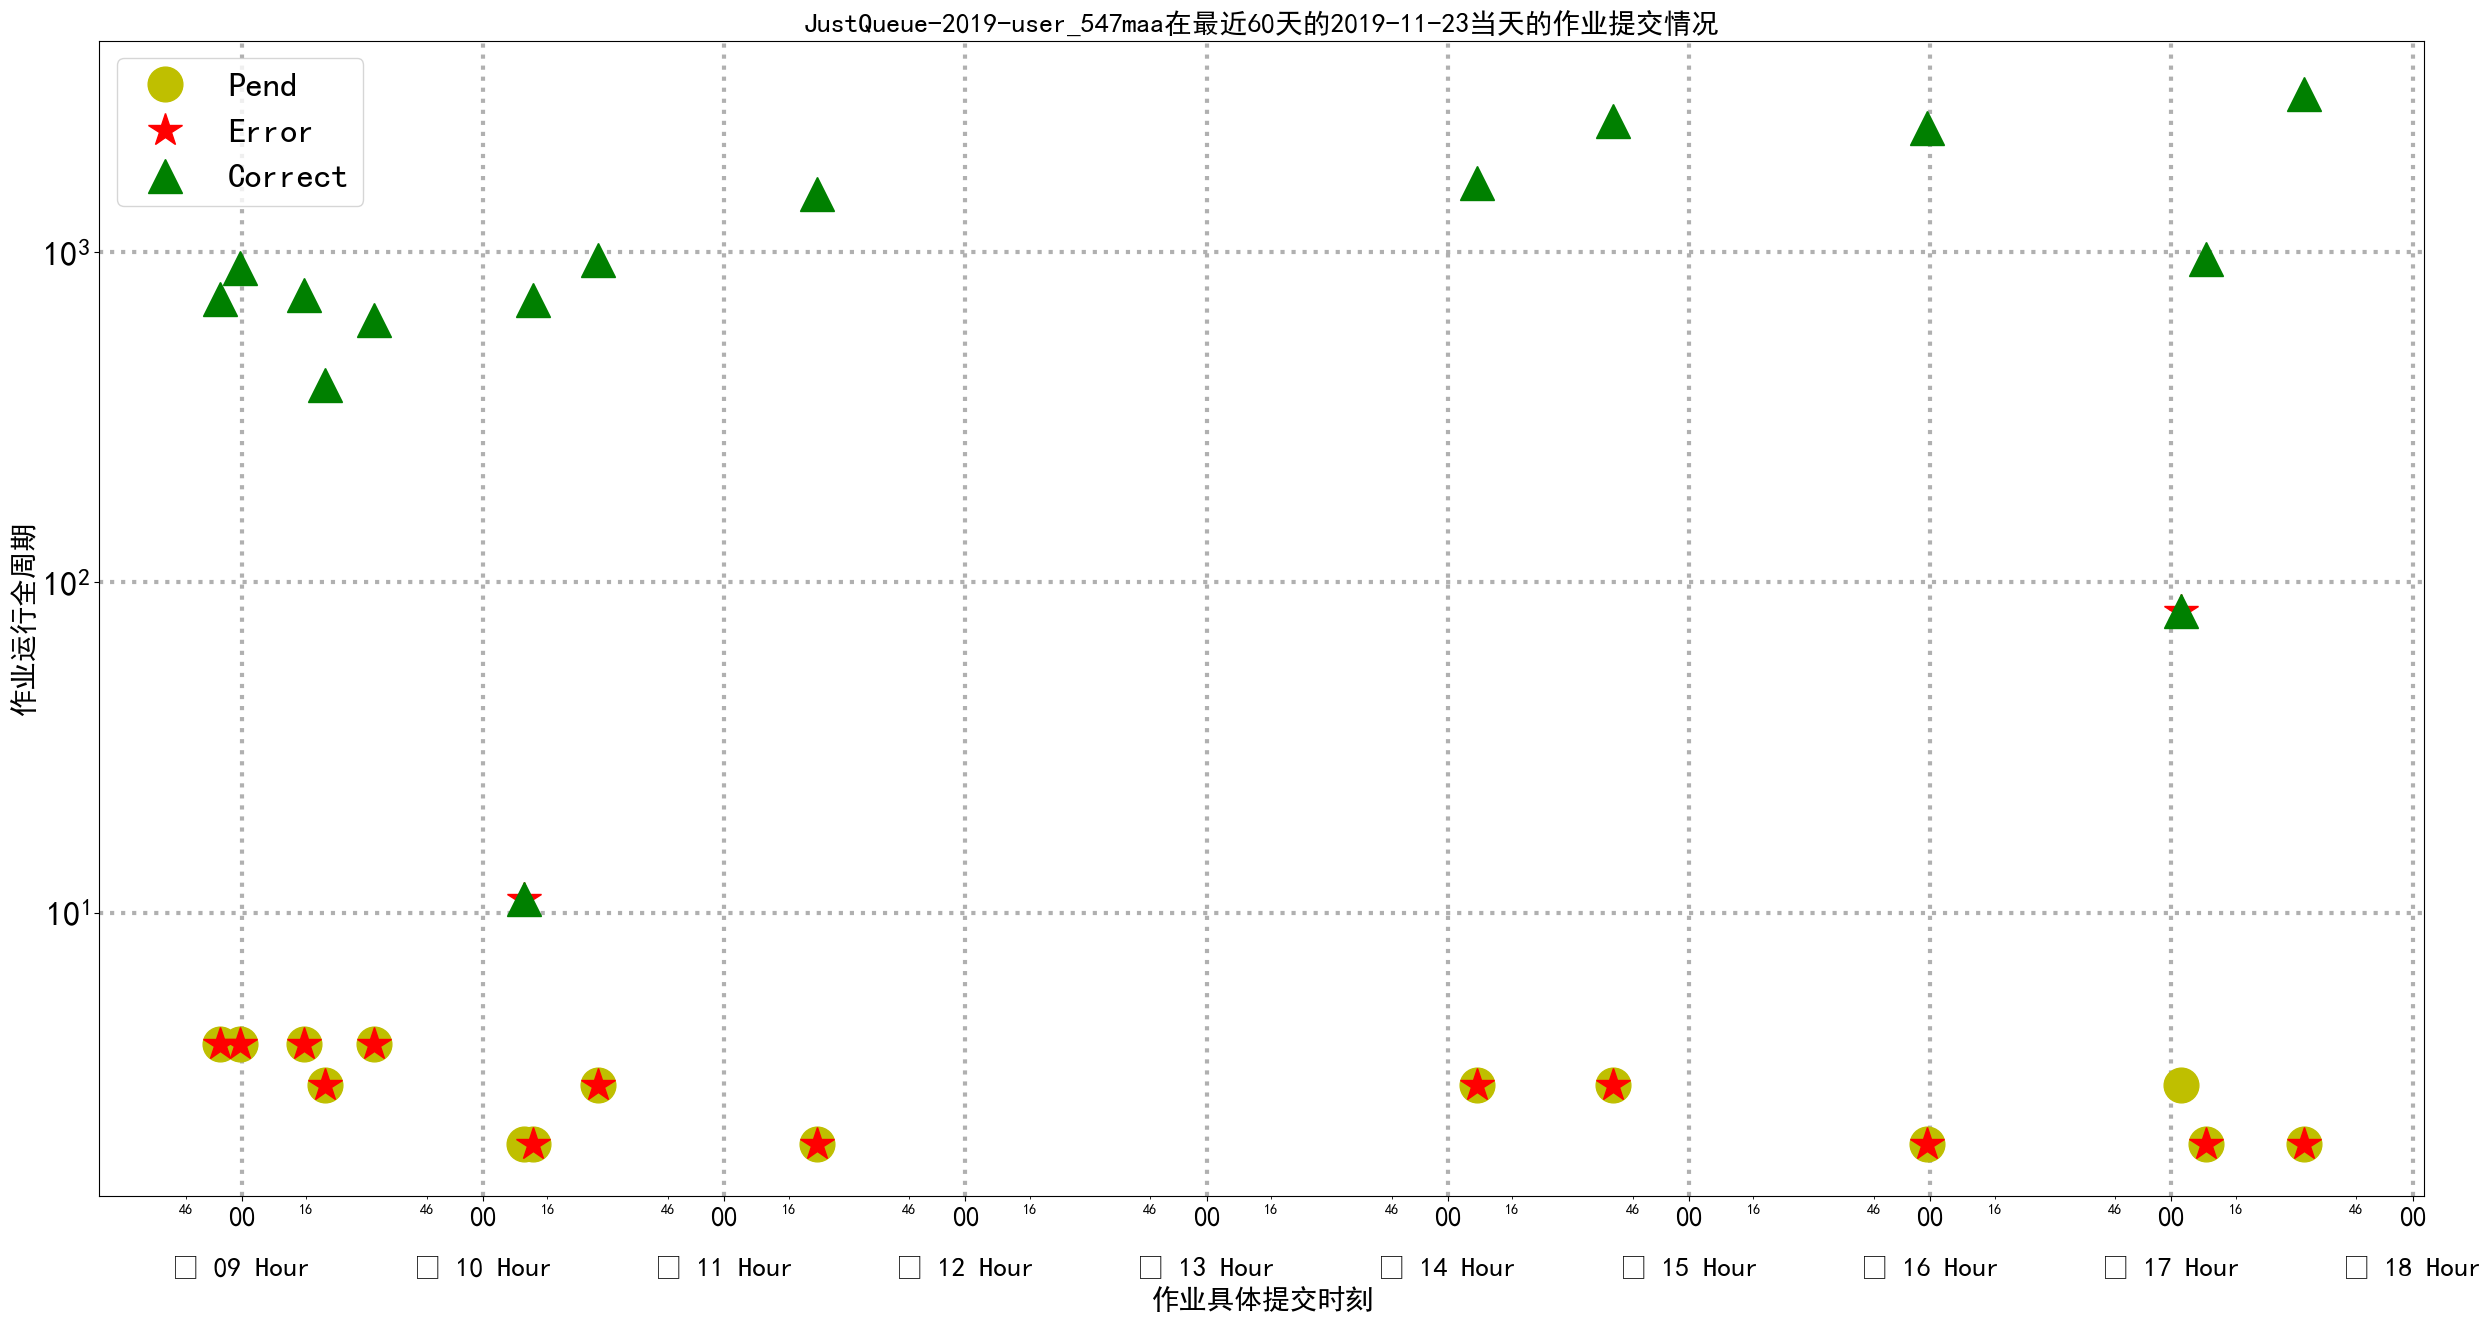 JustQueue-2019-user_547maa在最近60天的2019-11-23当天的作业提交情况
Pend
Error
Correct
10³
10²
10¹
作业运行全周期
46 00 16 46 00 16 46 00 16 46 00 16 46 00 16 46 00 16 46 00 16 46 00 16 46 00 16 46 00
□ 09 Hour □ 10 Hour □ 11 Hour □ 12 Hour □ 13 Hour □ 14 Hour □ 15 Hour □ 16 Hour □ 17 Hour □ 18 Hour
作业具体提交时刻